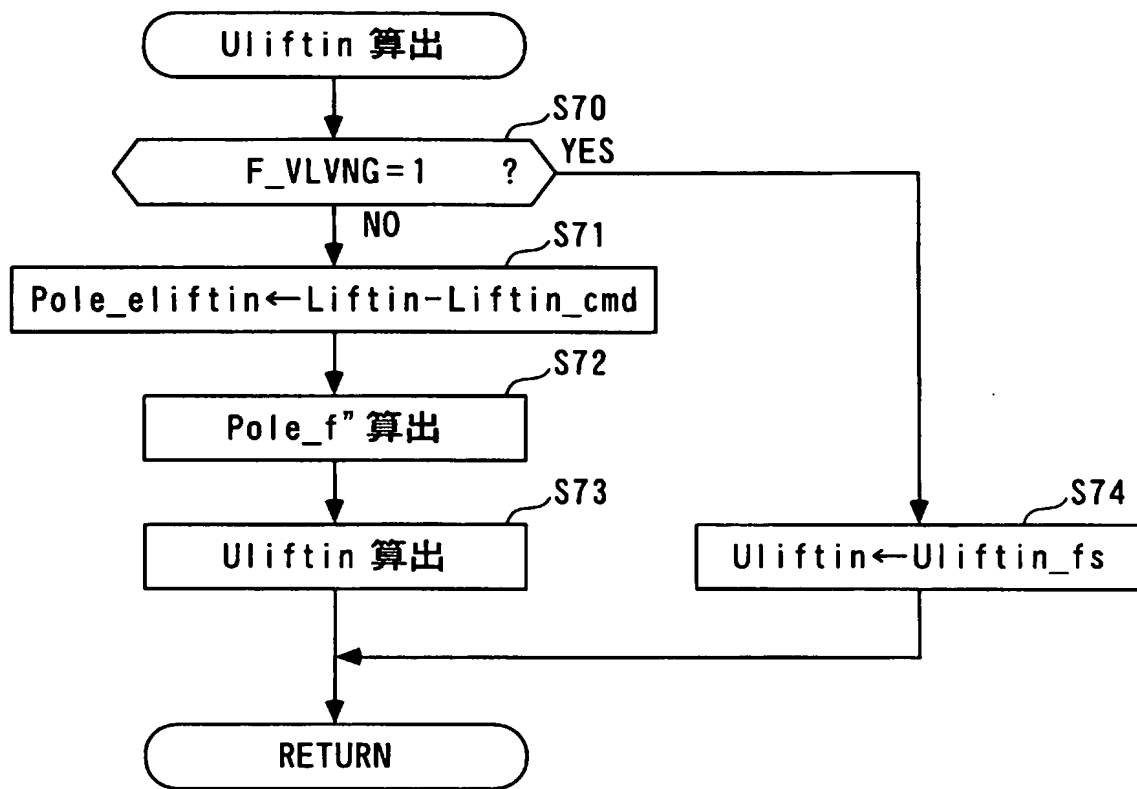 Uliftin 算出
S70
F_VLVNG=1 ?
YES
NO
S71
Pole_eliftin←Liftin-Liftin_cmd
S72
Pole_f” 算出
S73
Uliftin 算出
S74
Uliftin←Uliftin_fs
RETURN